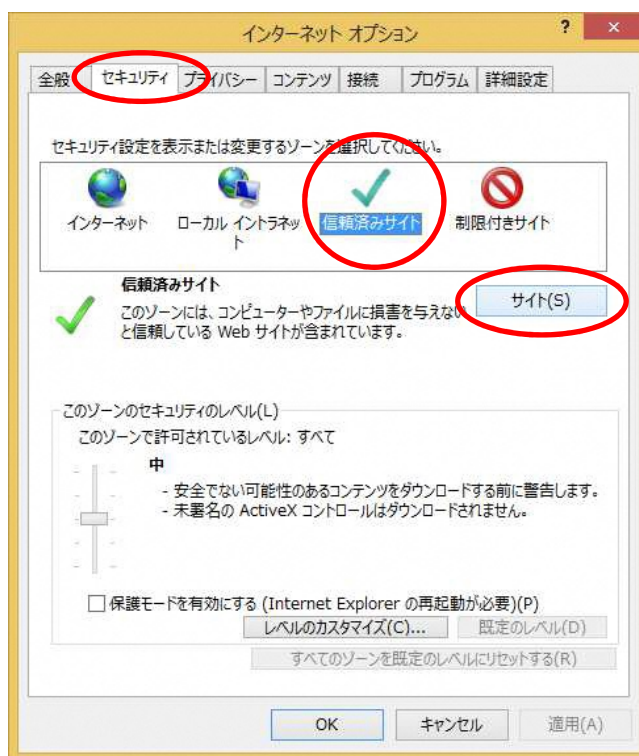 インターネット オプション
? ×
全般 セキュリティ プライバシー コンテンツ 接続 プログラム 詳細設定
セキュリティ設定を表示または変更するゾーンを選択してください。
インターネット ローカル イントラネット 信頼済みサイト 制限付きサイト
信頼済みサイト
サイト(S)
このゾーンには、コンピューターやファイルに損害を与えない
と信頼している Web サイトが含まれています。
このゾーンのセキュリティのレベル(L)
このゾーンで許可されているレベル: すべて
中
- 安全でない可能性のあるコンテンツをダウンロードする前に警告します。
- 未署名の ActiveX コントロールはダウンロードされません。
保護モードを有効にする (Internet Explorer の再起動が必要)(P)
レベルのカスタマイズ(C)... 既定のレベル(D)
すべてのゾーンを既定のレベルにリセットする(R)
OK キャンセル 適用(A)